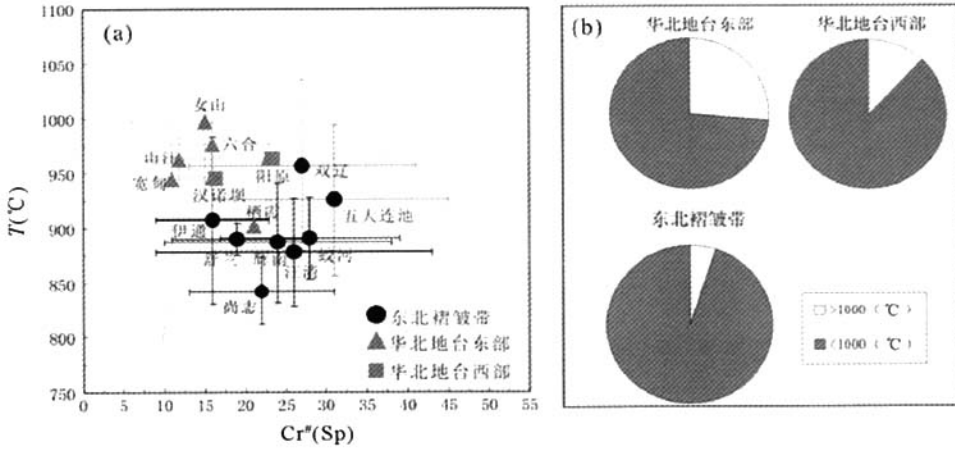 (a)
1100
1050
1000
950
900
850
800
750
T(℃)
0
5
10
15
20
25
30
35
40
45
50
55
Cr#(Sp)
女山
六合
宽甸
汉诺坝
阳原
双辽
五大连池
栖霞
伊通
尚志
东北褶皱带
华北地台东部
华北地台西部
(b)
华北地台东部
华北地台西部
东北褶皱带
>1000 (℃)
<1000 (℃)